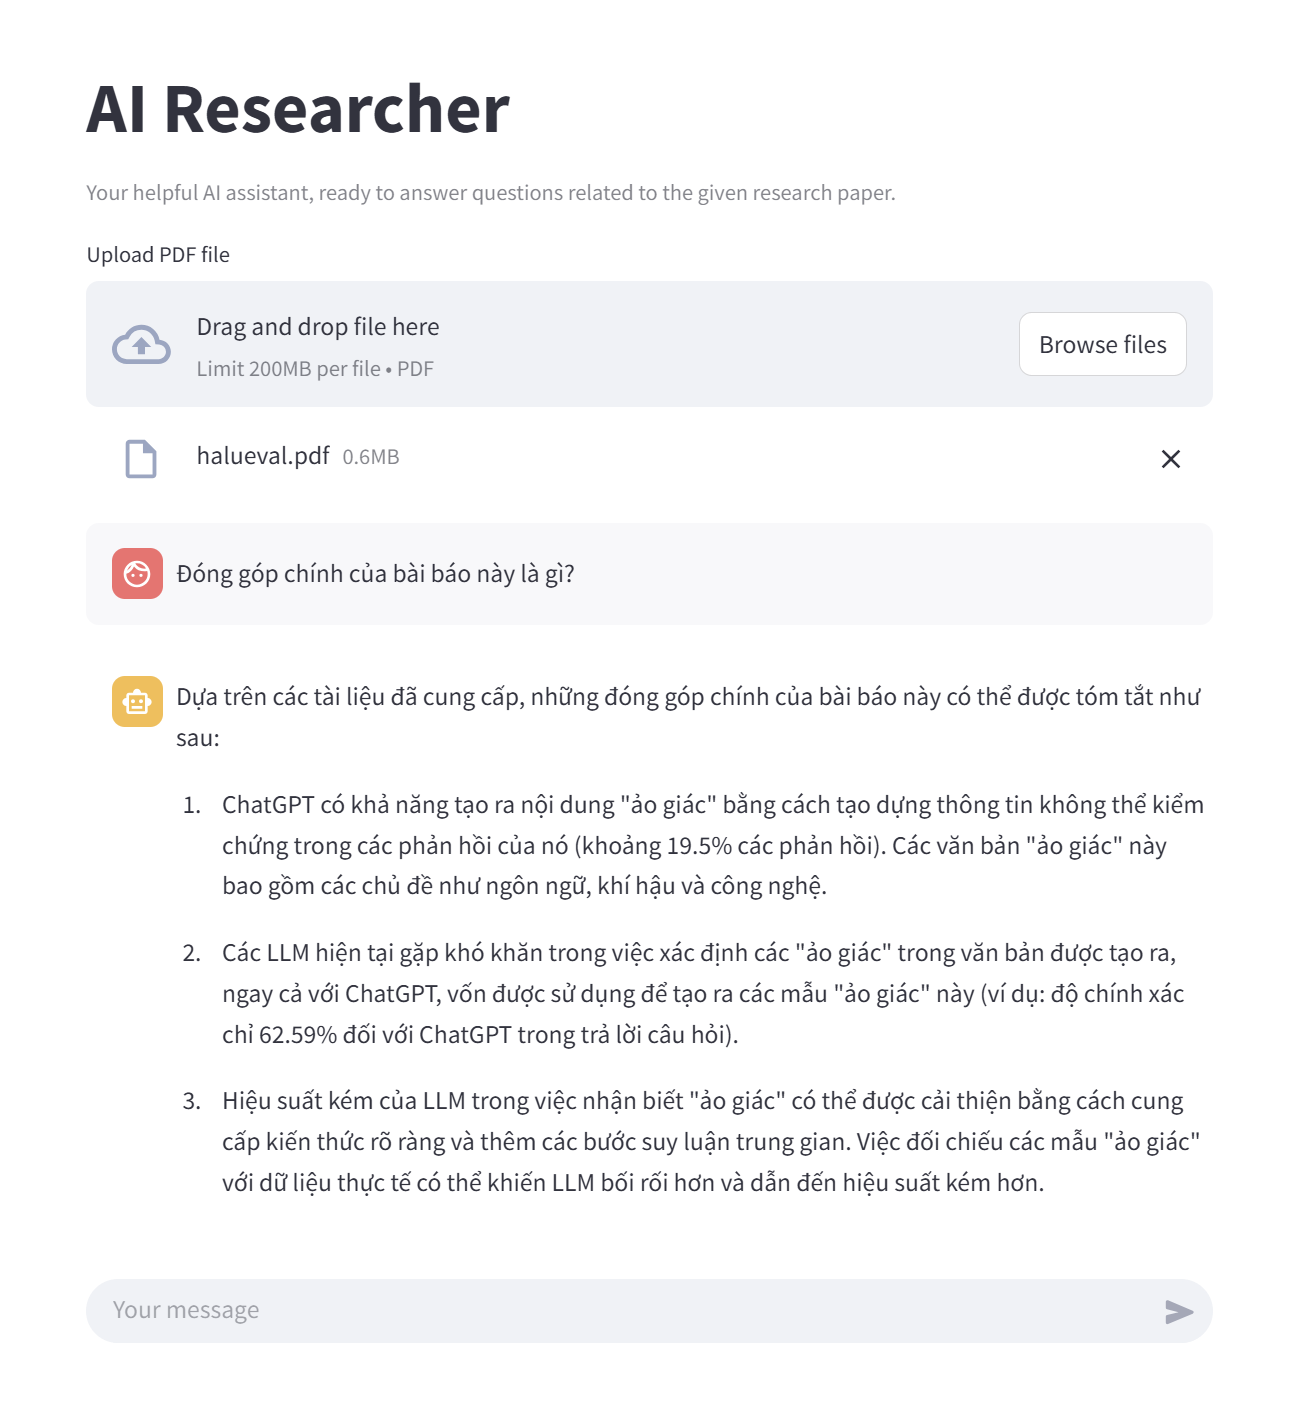 AI Researcher
Your helpful AI assistant, ready to answer questions related to the given research paper.
Upload PDF file
Drag and drop file here
Limit 200MB per file • PDF
Browse files
halueval.pdf 0.6MB
Đóng góp chính của bài báo này là gì?
Dựa trên các tài liệu đã cung cấp, những đóng góp chính của bài báo này có thể được tóm tắt như
sau:
1. ChatGPT có khả năng tạo ra nội dung "ảo giác" bằng cách tạo dựng thông tin không thể kiểm
chứng trong các phản hồi của nó (khoảng 19.5% các phản hồi). Các văn bản "ảo giác" này
bao gồm các chủ đề như ngôn ngữ, khí hậu và công nghệ.
2. Các LLM hiện tại gặp khó khăn trong việc xác định các "ảo giác" trong văn bản được tạo ra,
ngay cả với ChatGPT, vốn được sử dụng để tạo ra các mẫu "ảo giác" này (ví dụ: độ chính xác
chỉ 62.59% đối với ChatGPT trong trả lời câu hỏi).
3. Hiệu suất kém của LLM trong việc nhận biết "ảo giác" có thể được cải thiện bằng cách cung
cấp kiến thức rõ ràng và thêm các bước suy luận trung gian. Việc đối chiếu các mẫu "ảo giác"
với dữ liệu thực tế có thể khiến LLM bối rối hơn và dẫn đến hiệu suất kém hơn.
Your message